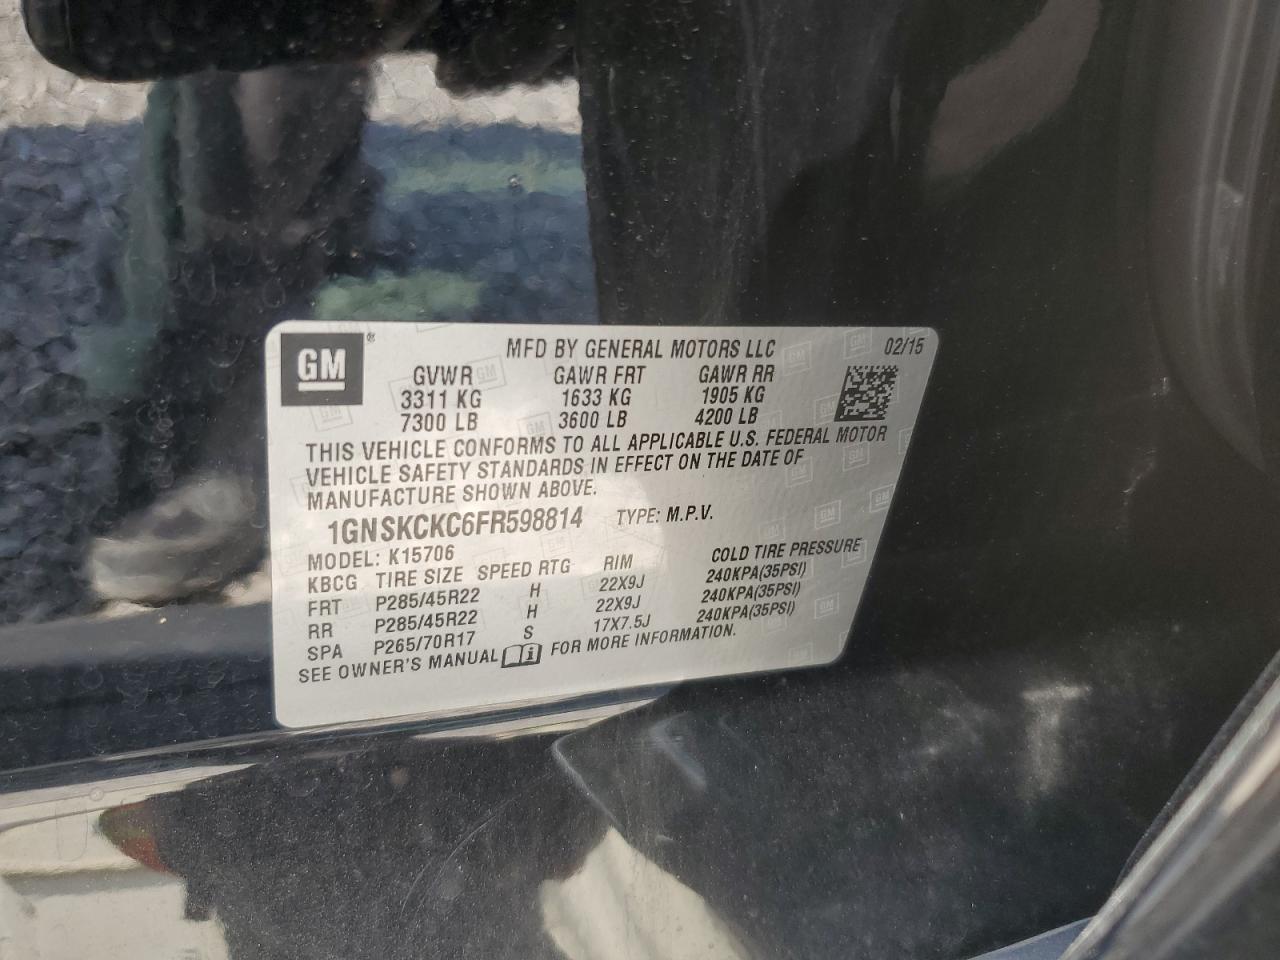 GM ®
MFD BY GENERAL MOTORS LLC 02/15
GVWR GAWR FRT GAWR RR
3311 KG 1633 KG 1905 KG
7300 LB 3600 LB 4200 LB
THIS VEHICLE CONFORMS TO ALL APPLICABLE U.S. FEDERAL MOTOR
VEHICLE SAFETY STANDARDS IN EFFECT ON THE DATE OF
MANUFACTURE SHOWN ABOVE.
1GNSKCKC6FR598814 TYPE: M.P.V.
MODEL: K15706
KBCG TIRE SIZE SPEED RTG RIM COLD TIRE PRESSURE
FRT P285/45R22 H 22X9J 240KPA(35PSI)
RR P285/45R22 H 22X9J 240KPA(35PSI)
SPA P265/70R17 S 17X7.5J 240KPA(35PSI)
SEE OWNER'S MANUAL i FOR MORE INFORMATION.